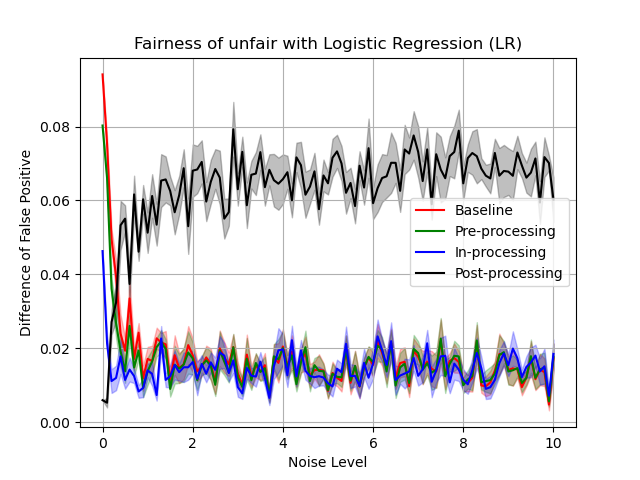 Fairness of unfair with Logistic Regression (LR)
Difference of False Positive
0.08
0.06
0.04
0.02
0.00
Baseline
Pre-processing
In-processing
Post-processing
0 2 4 6 8 10
Noise Level